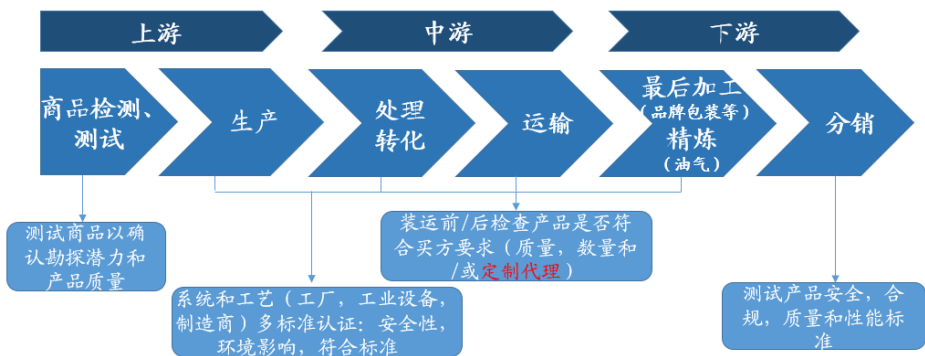 上游
中游
下游
商品检测、
测试
生产
处理
转化
运输
最后加工
（品牌包装等）
精炼
（油气）
分销
测试商品以确
认勘探潜力和
产品质量
装运前/后检查产品是否符
合买方要求（质量，数量和
/或定制代理）
系统和工艺（工厂，工业设备，
制造商）多标准认证：安全性，
环境影响，符合标准
测试产品安全，合
规，质量和性能标
准